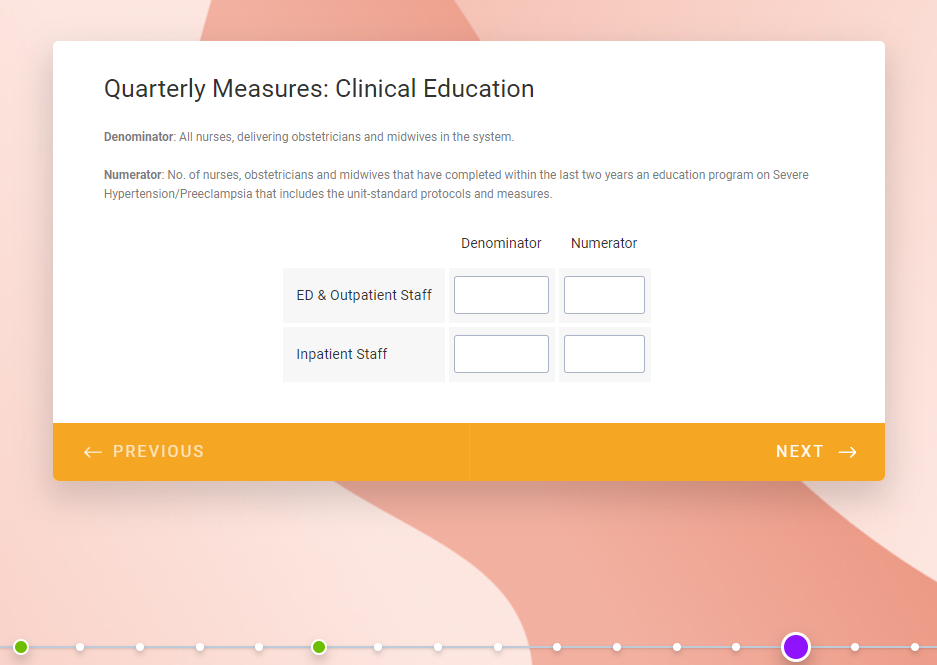 Quarterly Measures: Clinical Education
Denominator: All nurses, delivering obstetricians and midwives in the system.
Numerator: No. of nurses, obstetricians and midwives that have completed within the last two years an education program on Severe
Hypertension/Preeclampsia that includes the unit-standard protocols and measures.
Denominator Numerator
ED & Outpatient Staff
Inpatient Staff
← PREVIOUS NEXT →